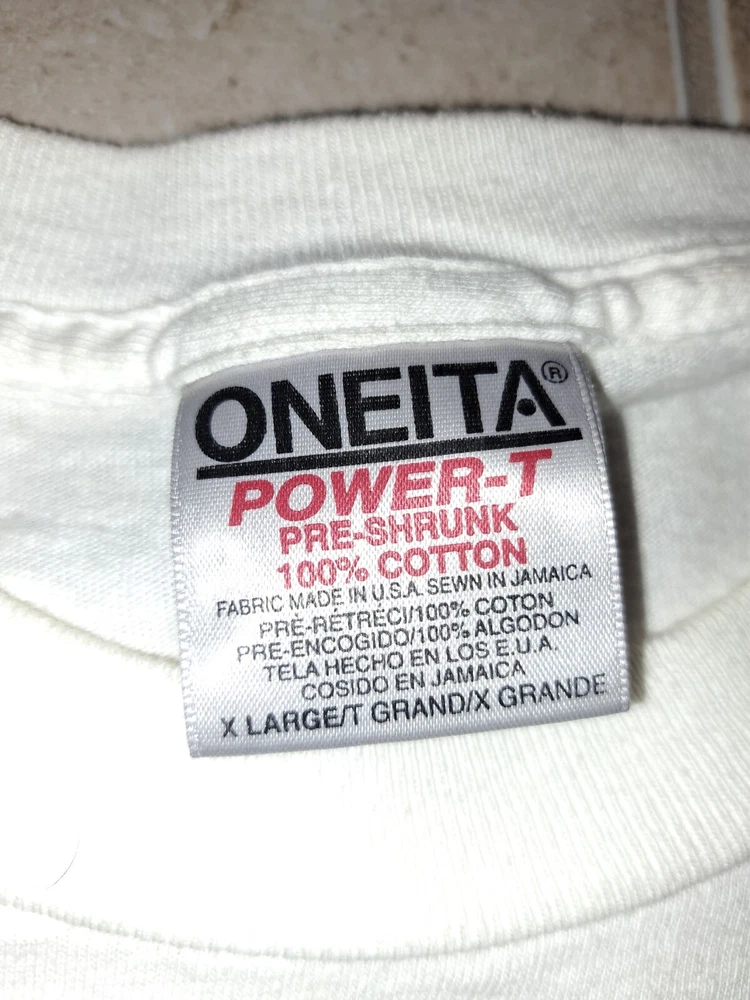 ONEITA®
POWER-T
PRE-SHRUNK
100% COTTON
FABRIC MADE IN U.S.A. SEWN IN JAMAICA
PRÉ-RETRÉCI/100% COTON
PRE-ENCOGIDO/100% ALGODON
TELA HECHO EN LOS E.U.A.
COSIDO EN JAMAICA
X LARGE/T GRAND/X GRANDE